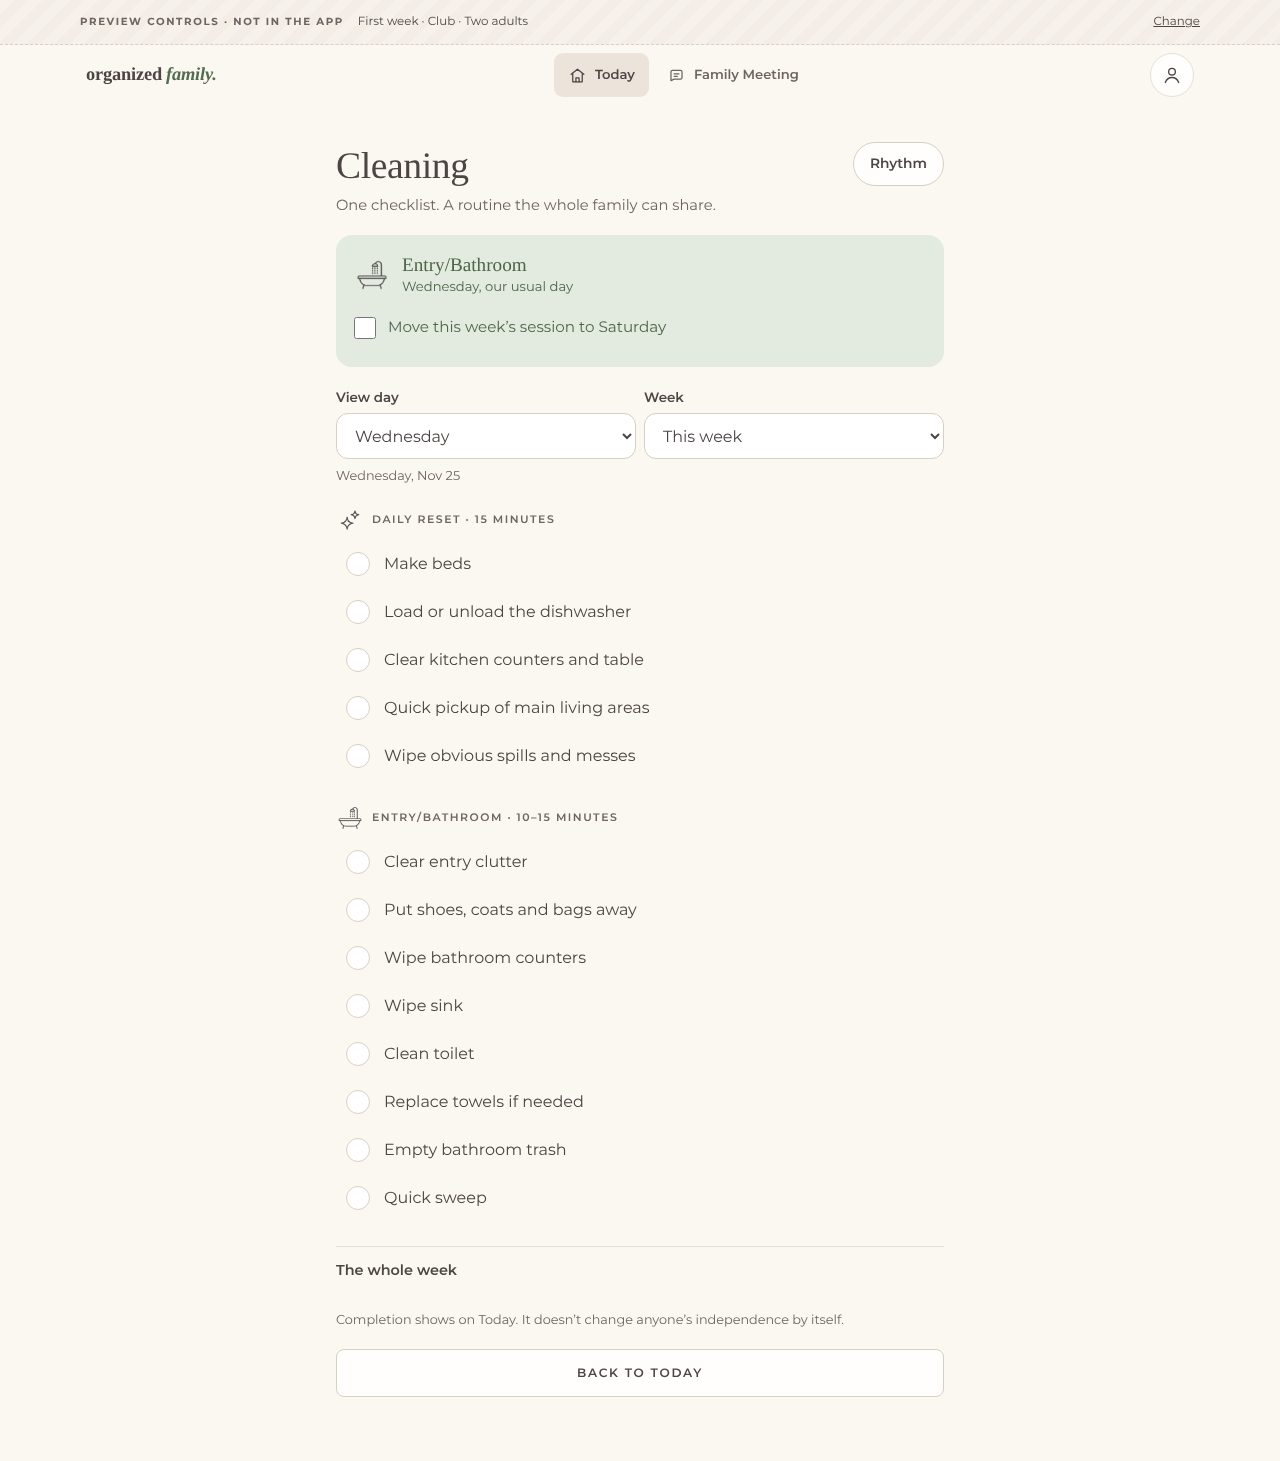 PREVIEW CONTROLS · NOT IN THE APP First week · Club · Two adults Change
organized family. Today Family Meeting
Cleaning Rhythm
One checklist. A routine the whole family can share.
Entry/Bathroom
Wednesday, our usual day
Move this week’s session to Saturday
View day Week
Wednesday This week
Wednesday, Nov 25
DAILY RESET · 15 MINUTES
Make beds
Load or unload the dishwasher
Clear kitchen counters and table
Quick pickup of main living areas
Wipe obvious spills and messes
ENTRY/BATHROOM · 10–15 MINUTES
Clear entry clutter
Put shoes, coats and bags away
Wipe bathroom counters
Wipe sink
Clean toilet
Replace towels if needed
Empty bathroom trash
Quick sweep
The whole week
Completion shows on Today. It doesn’t change anyone’s independence by itself.
BACK TO TODAY